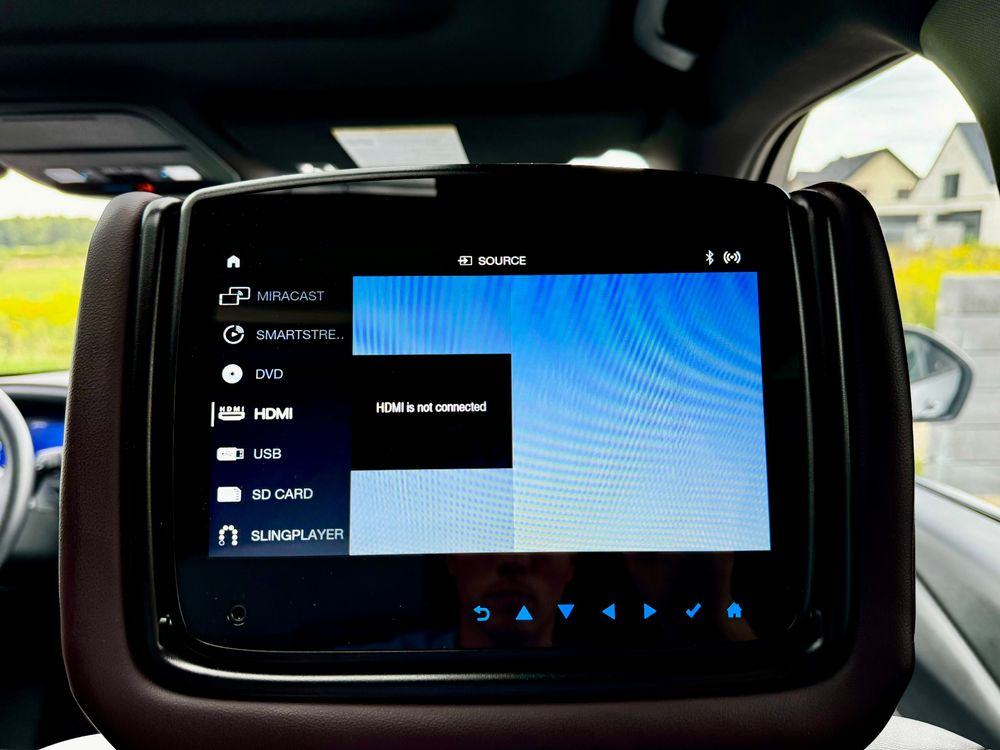 SOURCE
MIRACAST
SMARTSTRE..
DVD
HDMI HDMI
HDMI is not connected
USB
SD CARD
SLINGPLAYER